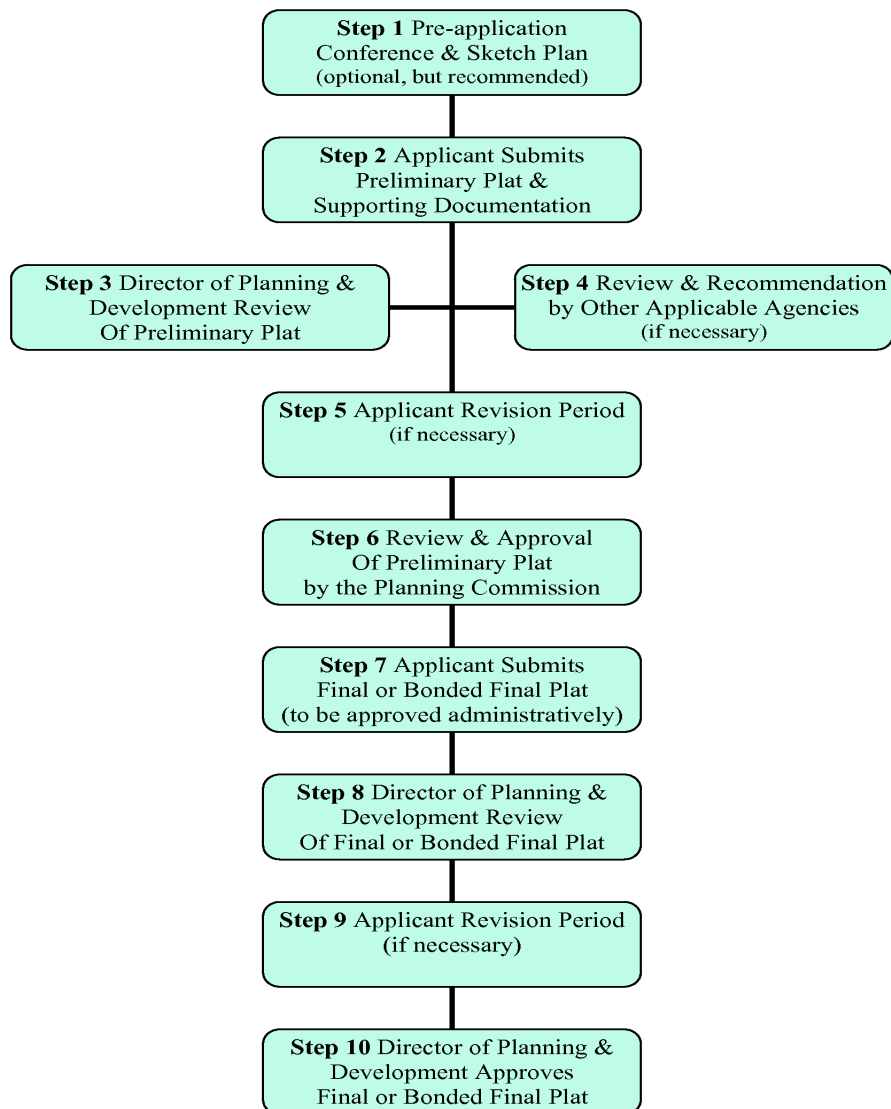 Step 1 Pre-application
Conference & Sketch Plan
(optional, but recommended)
Step 2 Applicant Submits
Preliminary Plat &
Supporting Documentation
Step 3 Director of Planning &
Development Review
Of Preliminary Plat
Step 4 Review & Recommendation
by Other Applicable Agencies
(if necessary)
Step 5 Applicant Revision Period
(if necessary)
Step 6 Review & Approval
Of Preliminary Plat
by the Planning Commission
Step 7 Applicant Submits
Final or Bonded Final Plat
(to be approved administratively)
Step 8 Director of Planning &
Development Review
Of Final or Bonded Final Plat
Step 9 Applicant Revision Period
(if necessary)
Step 10 Director of Planning &
Development Approves
Final or Bonded Final Plat